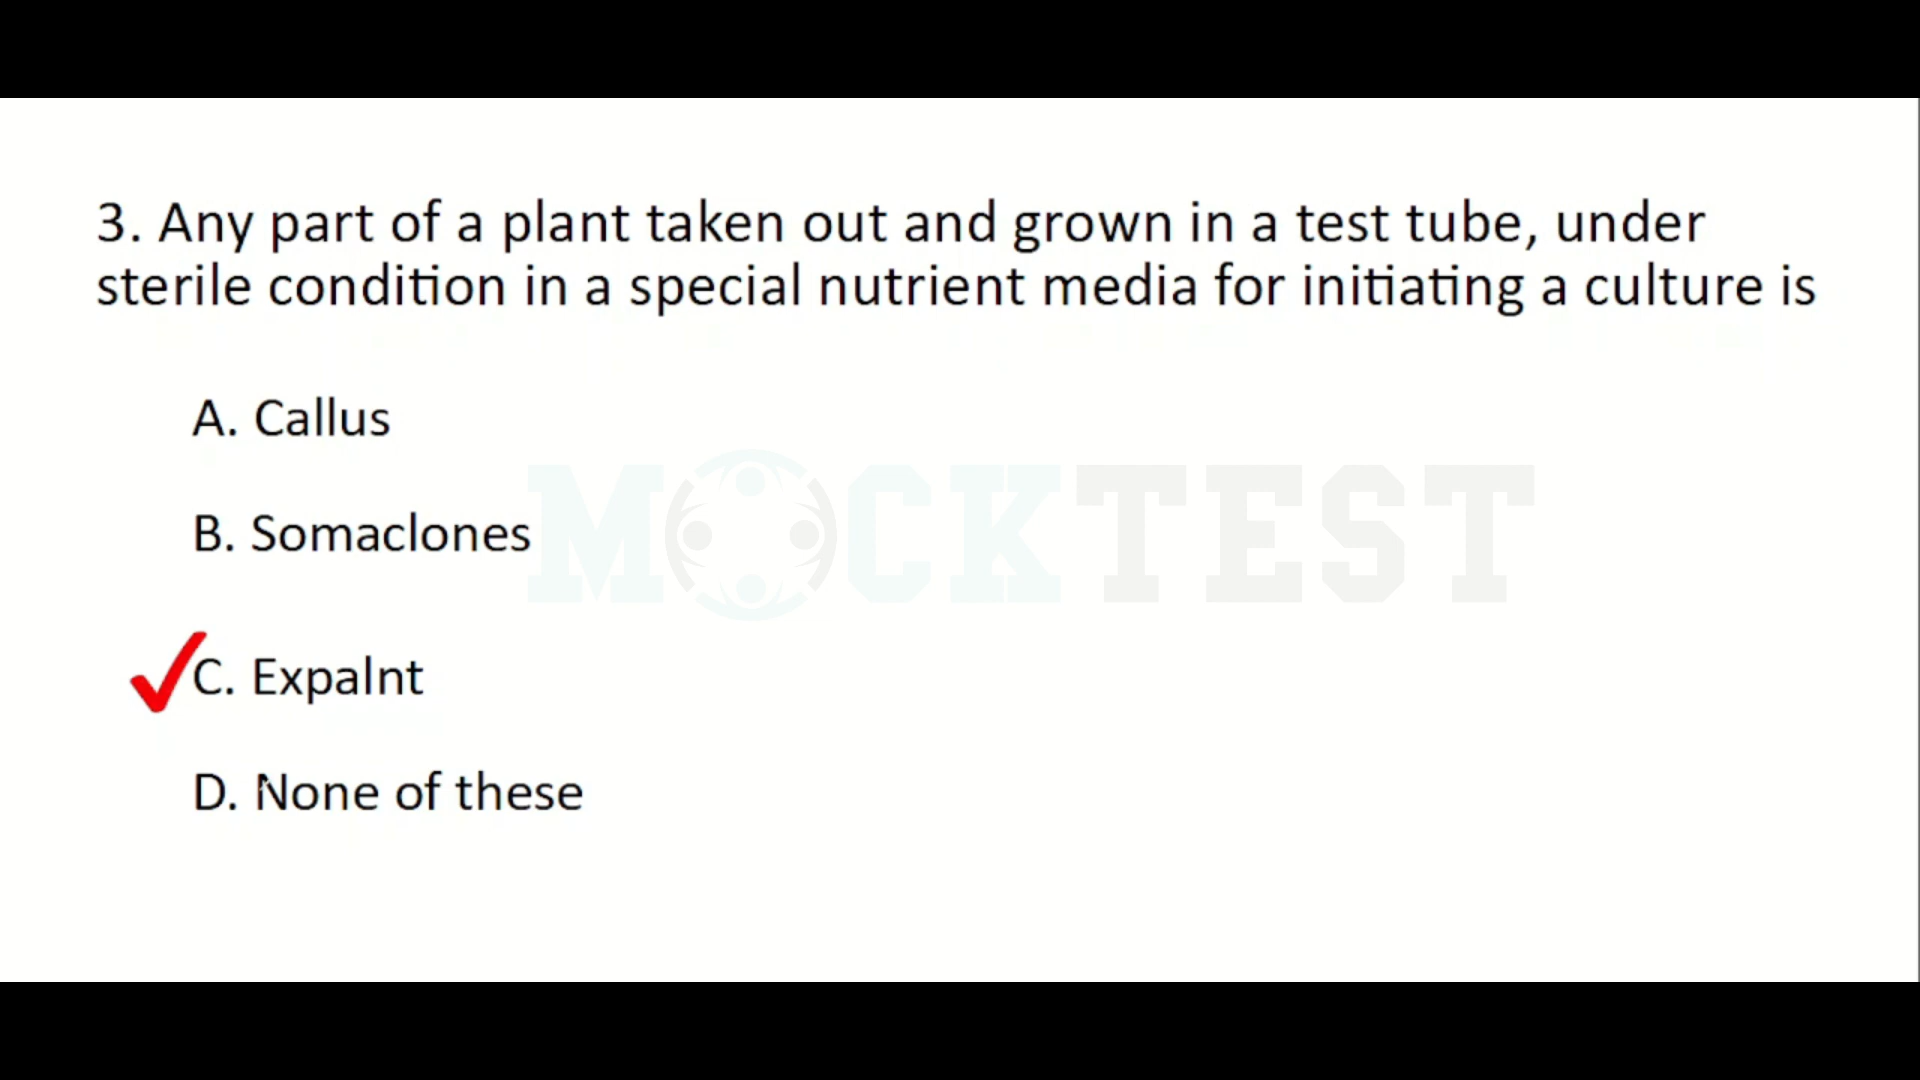 3. Any part of a plant taken out and grown in a test tube, under
sterile condition in a special nutrient media for initiating a culture is
A. Callus
B. Somaclones
MOCKTEST
C. Expalnt
D. None of these